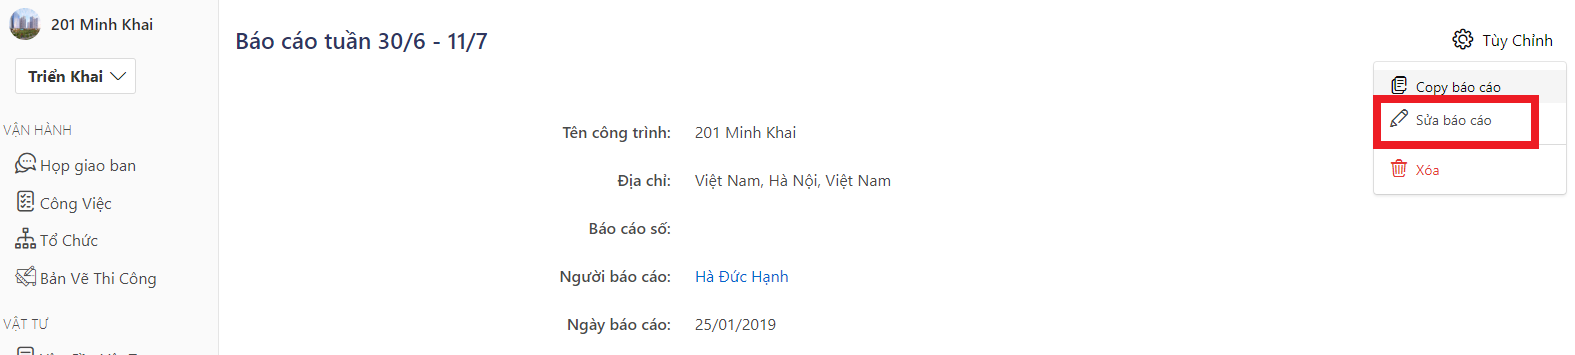 201 Minh Khai
Triển Khai
VẬN HÀNH
Họp giao ban
Công Việc
Tổ Chức
Bản Vẽ Thi Công
VẬT TƯ
Báo cáo tuần 30/6 - 11/7
Tùy Chỉnh
Copy báo cáo
Sửa báo cáo
Xóa
Tên công trình: 201 Minh Khai
Địa chỉ: Việt Nam, Hà Nội, Việt Nam
Báo cáo số:
Người báo cáo: Hà Đức Hạnh
Ngày báo cáo: 25/01/2019